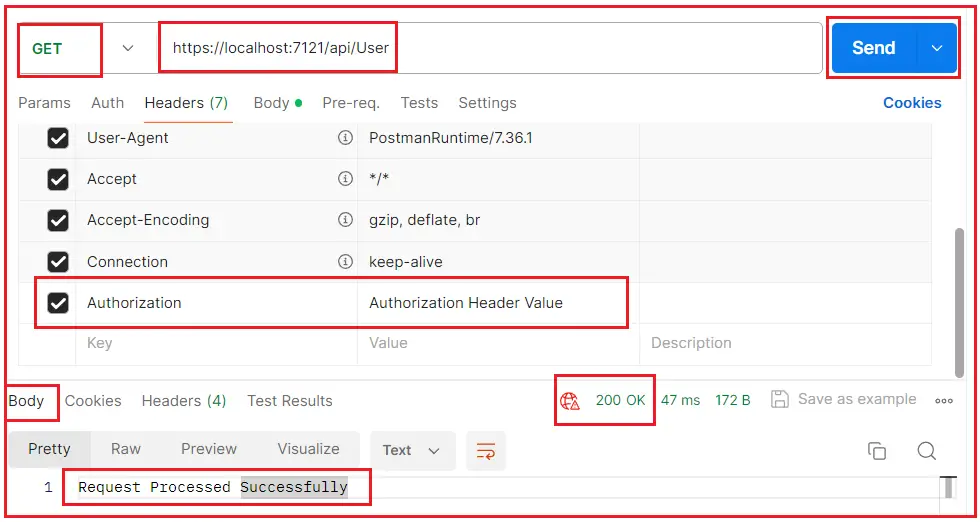 GET https://localhost:7121/api/User Send
Params Auth Headers (7) Body Pre-req. Tests Settings Cookies
User-Agent PostmanRuntime/7.36.1
Accept */*
Accept-Encoding gzip, deflate, br
Connection keep-alive
Authorization Authorization Header Value
Key Value Description
Body Cookies Headers (4) Test Results 200 OK 47 ms 172 B Save as example
Pretty Raw Preview Visualize Text
1 Request Processed Successfully